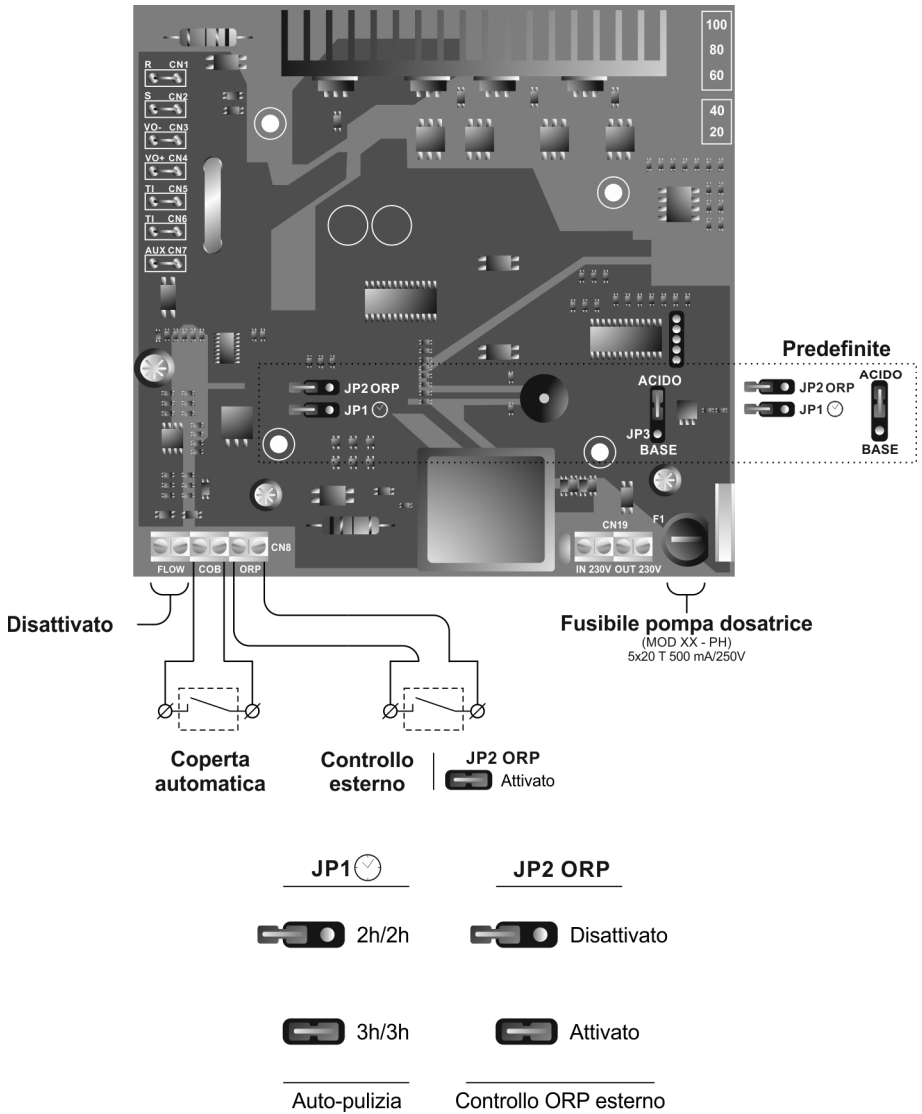 100
80
60
40
20
R CN1
S CN2
VO- CN3
VO+ CN4
TI CN5
TI CN6
AUX CN7
Predefinite
JP2 ORP
JP1
ACIDO
JP3
BASE
JP2 ORP
JP1
ACIDO
BASE
CN8
FLOW COB ORP
CN19
F1
IN 230V OUT 230V
Disattivato
Fusibile pompa dosatrice
(MOD XX - PH)
5x20 T 500 mA/250V
Coperta
automatica
Controllo
esterno
JP2 ORP
Attivato
JP1
JP2 ORP
2h/2h
Disattivato
3h/3h
Attivato
Auto-pulizia
Controllo ORP esterno